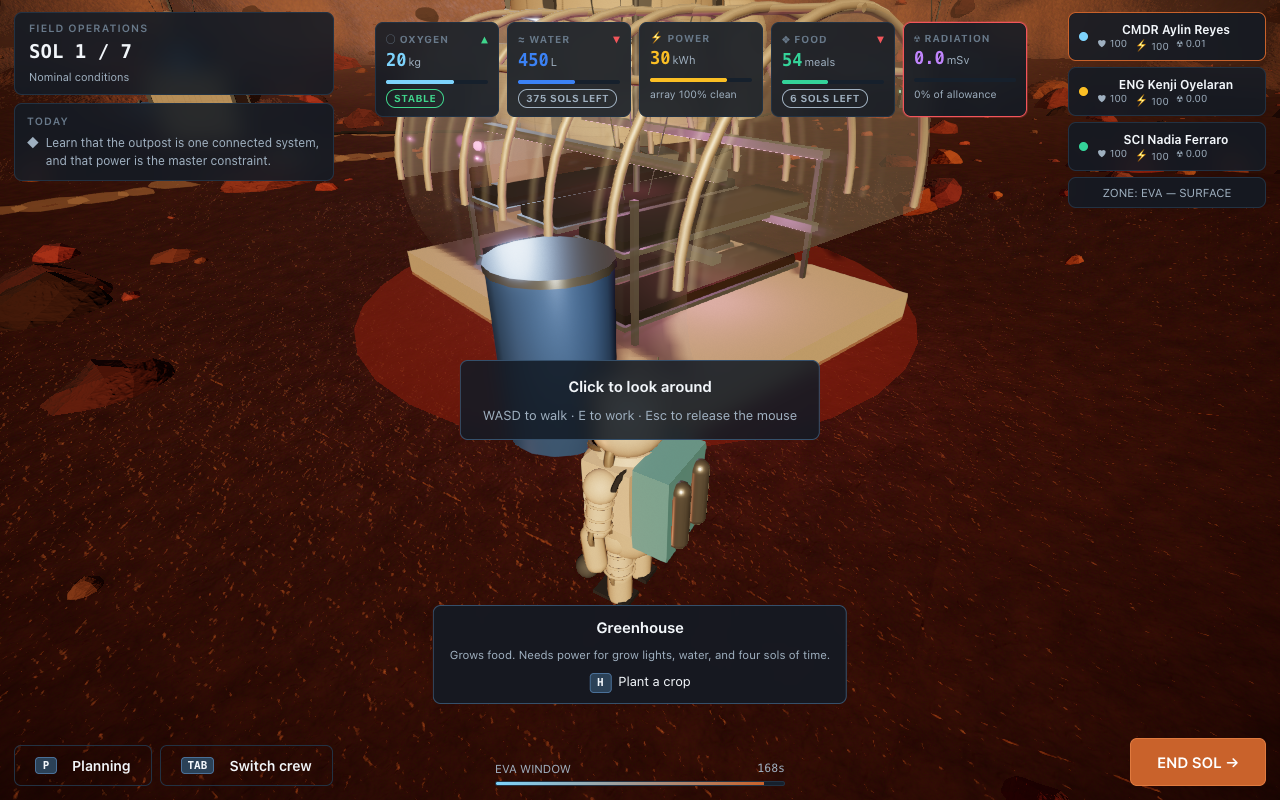 FIELD OPERATIONS
SOL 1 / 7
Nominal conditions
TODAY
Learn that the outpost is one connected system,
and that power is the master constraint.
OXYGEN
20 kg
STABLE
WATER
450 L
375 SOLS LEFT
POWER
30 kWh
array 100% clean
FOOD
54 meals
6 SOLS LEFT
RADIATION
0.0 mSv
0% of allowance
CMDR Aylin Reyes
100 100 0.01
ENG Kenji Oyelaran
100 100 0.00
SCI Nadia Ferraro
100 100 0.00
ZONE: EVA — SURFACE
Click to look around
WASD to walk · E to work · Esc to release the mouse
Greenhouse
Grows food. Needs power for grow lights, water, and four sols of time.
H Plant a crop
P Planning
TAB Switch crew
EVA WINDOW 168s
END SOL →